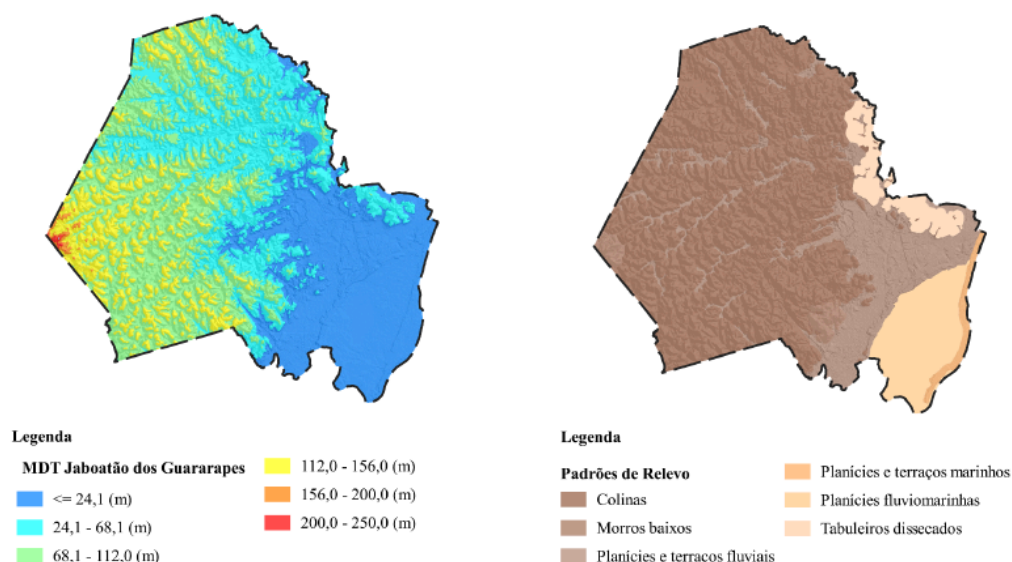 Legenda
MDT Jaboatão dos Guararapes
<= 24,1 (m)
24,1 - 68,1 (m)
68,1 - 112,0 (m)
112,0 - 156,0 (m)
156,0 - 200,0 (m)
200,0 - 250,0 (m)
Legenda
Padrões de Relevo
Colinas
Morros baixos
Planícies e terraços fluviais
Planícies e terraços marinhos
Planícies fluviomarinhas
Tabuleiros dissecados